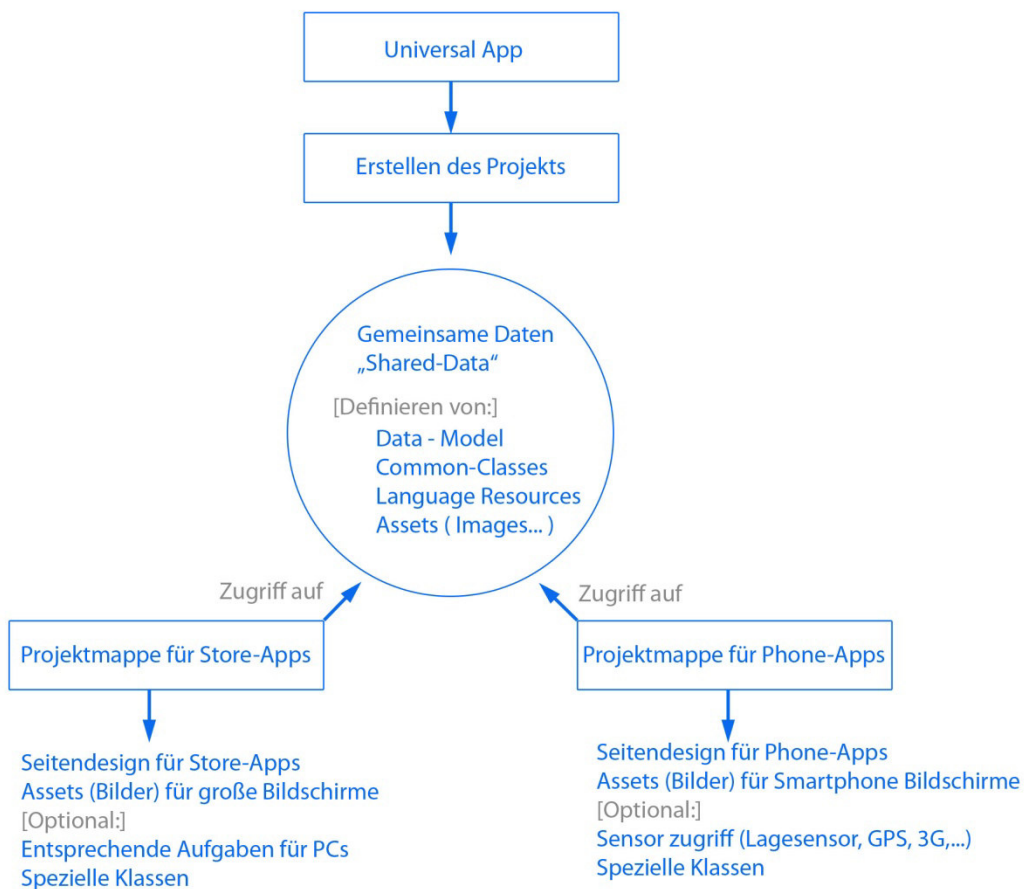 Universal App
Erstellen des Projekts
Gemeinsame Daten
„Shared-Data“
[Definieren von:]
Data - Model
Common-Classes
Language Resources
Assets ( Images... )
Zugriff auf
Zugriff auf
Projektmappe für Store-Apps
Projektmappe für Phone-Apps
Seitendesign für Store-Apps
Assets (Bilder) für große Bildschirme
[Optional:]
Entsprechende Aufgaben für PCs
Spezielle Klassen
Seitendesign für Phone-Apps
Assets (Bilder) für Smartphone Bildschirme
[Optional:]
Sensor zugriff (Lagesensor, GPS, 3G,...)
Spezielle Klassen